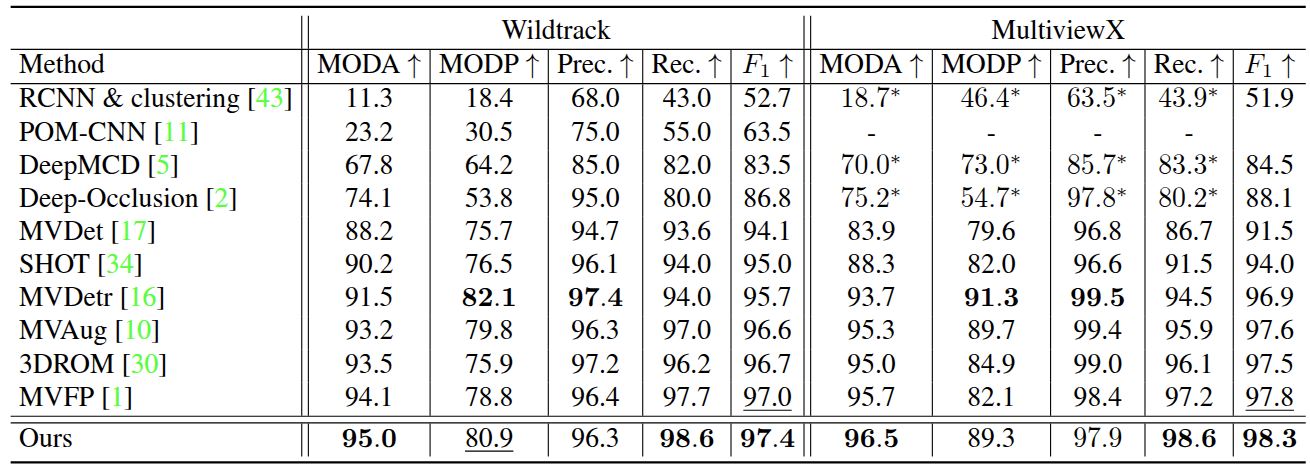 Wildtrack MultiviewX
Method MODA ↑ MODP ↑ Prec. ↑ Rec. ↑ F1 ↑ MODA ↑ MODP ↑ Prec. ↑ Rec. ↑ F1 ↑
RCNN & clustering [43] 11.3 18.4 68.0 43.0 52.7 18.7* 46.4* 63.5* 43.9* 51.9
POM-CNN [11] 23.2 30.5 75.0 55.0 63.5 - - - -
DeepMCD [5] 67.8 64.2 85.0 82.0 83.5 70.0* 73.0* 85.7* 83.3* 84.5
Deep-Occlusion [2] 74.1 53.8 95.0 80.0 86.8 75.2* 54.7* 97.8* 80.2* 88.1
MVDet [17] 88.2 75.7 94.7 93.6 94.1 83.9 79.6 96.8 86.7 91.5
SHOT [34] 90.2 76.5 96.1 94.0 95.0 88.3 82.0 96.6 91.5 94.0
MVDetr [16] 91.5 82.1 97.4 94.0 95.7 93.7 91.3 99.5 94.5 96.9
MVAug [10] 93.2 79.8 96.3 97.0 96.6 95.3 89.7 99.4 95.9 97.6
3DROM [30] 93.5 75.9 97.2 96.2 96.7 95.0 84.9 99.0 96.1 97.5
MVFP [1] 94.1 78.8 96.4 97.7 97.0 95.7 82.1 98.4 97.2 97.8
Ours 95.0 80.9 96.3 98.6 97.4 96.5 89.3 97.9 98.6 98.3